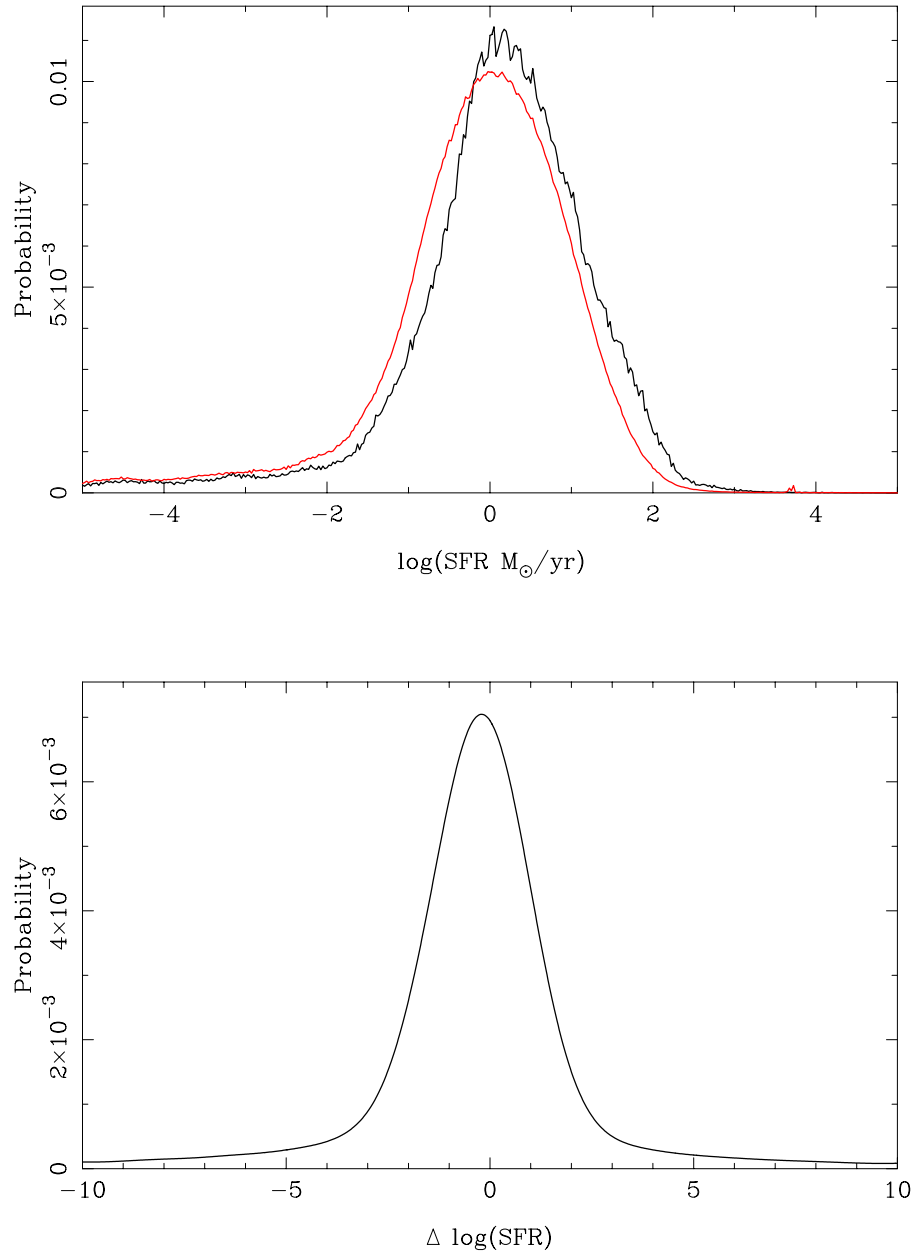 0.01
5×10⁻³
0
Probability
−4 −2 0 2 4
log(SFR M⊙/yr)
6×10⁻³
4×10⁻³
2×10⁻³
0
Probability
−10 −5 0 5 10
Δ log(SFR)